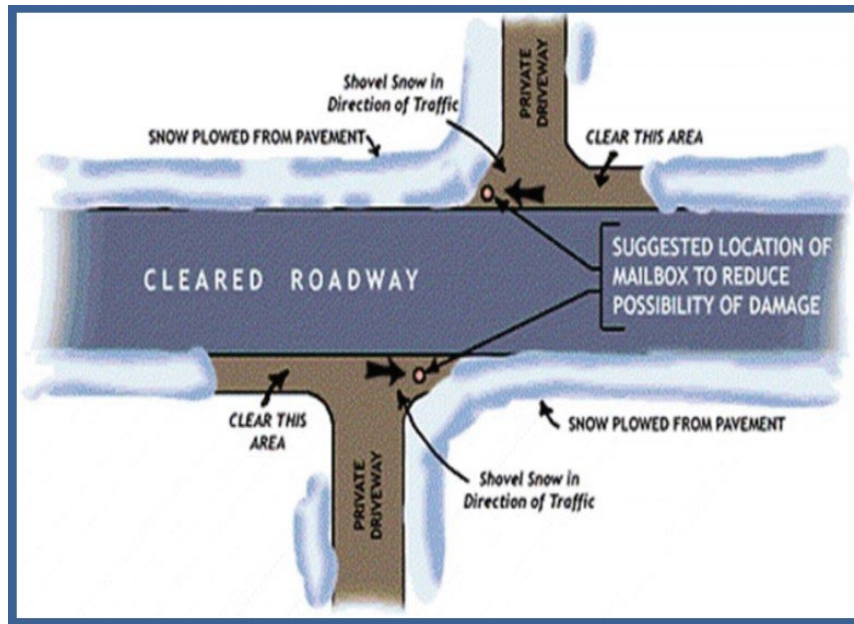 Shovel Snow in
Direction of Traffic
PRIVATE
DRIVEWAY
SNOW PLOWED FROM PAVEMENT
CLEAR THIS AREA
CLEARED ROADWAY
SUGGESTED LOCATION OF
MAILBOX TO REDUCE
POSSIBILITY OF DAMAGE
CLEAR THIS
AREA
SNOW PLOWED FROM PAVEMENT
Shovel Snow in
Direction of Traffic
PRIVATE
DRIVEWAY